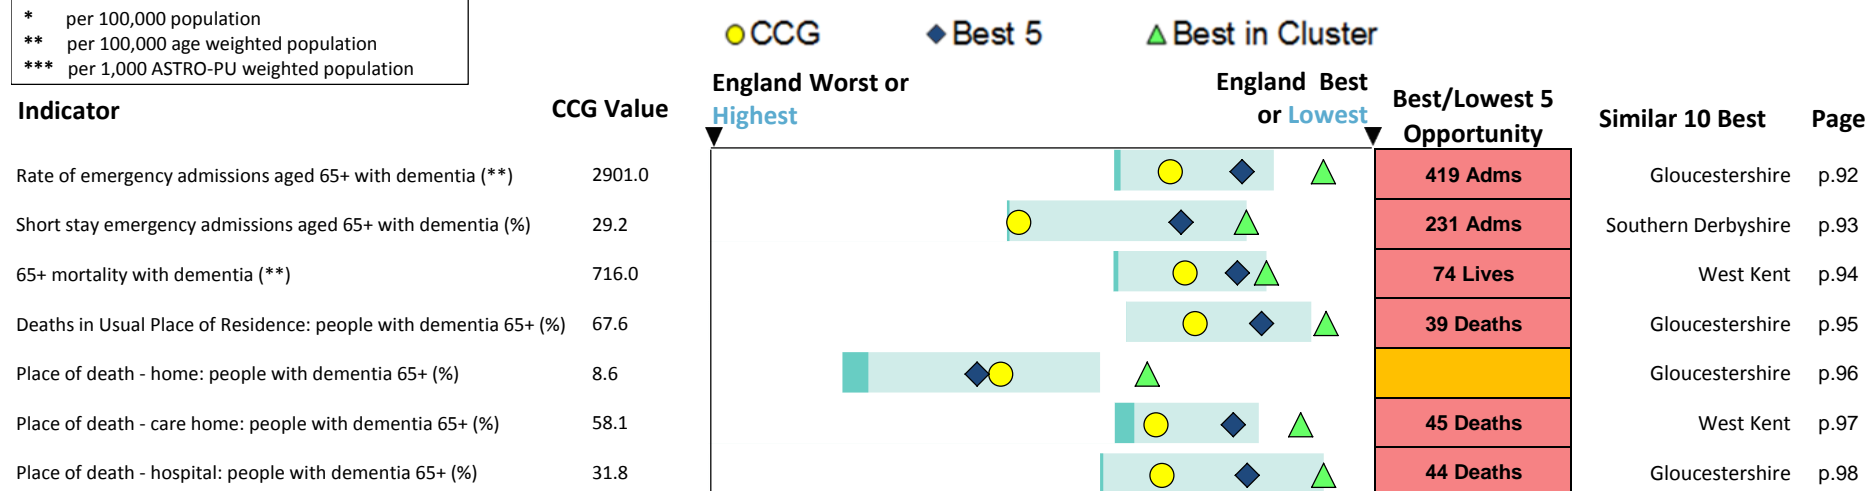 * per 100,000 population
** per 100,000 age weighted population
*** per 1,000 ASTRO-PU weighted population
CCG Best 5 Best in Cluster
Indicator CCG Value England Worst or Highest England Best or Lowest Best/Lowest 5 Opportunity Similar 10 Best Page
Rate of emergency admissions aged 65+ with dementia (**) 2901.0 419 Adms Gloucestershire p.92
Short stay emergency admissions aged 65+ with dementia (%) 29.2 231 Adms Southern Derbyshire p.93
65+ mortality with dementia (**) 716.0 74 Lives West Kent p.94
Deaths in Usual Place of Residence: people with dementia 65+ (%) 67.6 39 Deaths Gloucestershire p.95
Place of death - home: people with dementia 65+ (%) 8.6 Gloucestershire p.96
Place of death - care home: people with dementia 65+ (%) 58.1 45 Deaths West Kent p.97
Place of death - hospital: people with dementia 65+ (%) 31.8 44 Deaths Gloucestershire p.98